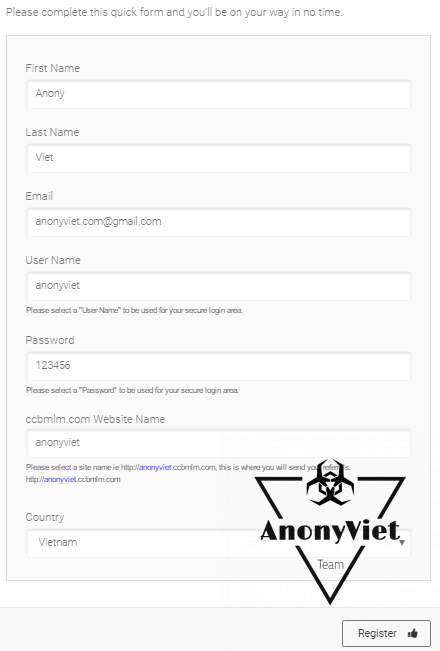 Please complete this quick form and you'll be on your way in no time.
First Name
Anony
Last Name
Viet
Email
anonyviet.com@gmail.com
User Name
anonyviet
Please select a "User Name" to be used for your secure login area.
Password
123456
Please select a "Password" to be used for your secure login area.
ccbmlm.com Website Name
anonyviet
Please select a site name ie http://anonyviet.ccbmlm.com, this is where you will send your referrals.
http://anonyviet.ccbmlm.com
Country
Vietnam
AnonyViet
Team
Register